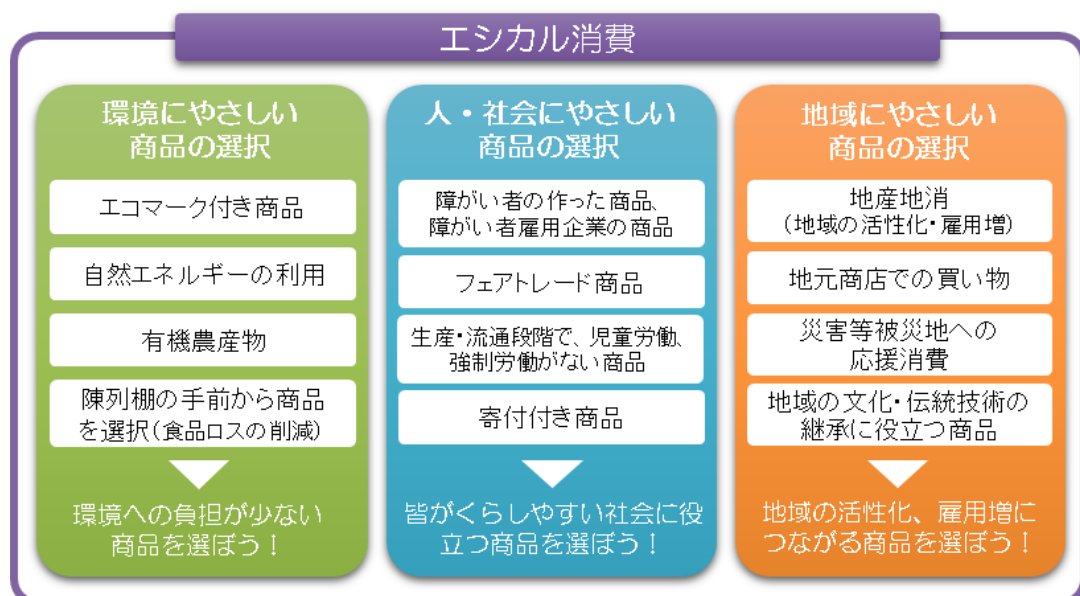 エシカル消費
環境にやさしい
商品の選択
エコマーク付き商品
自然エネルギーの利用
有機農産物
陳列棚の手前から商品
を選択(食品ロスの削減)
環境への負担が少ない
商品を選ぼう！
人・社会にやさしい
商品の選択
障がい者の作った商品、
障がい者雇用企業の商品
フェアトレード商品
生産・流通段階で、児童労働、
強制労働がない商品
寄付付き商品
皆がくらしやすい社会に役
立つ商品を選ぼう！
地域にやさしい
商品の選択
地産地消
(地域の活性化・雇用増)
地元商店での買い物
災害等被災地への
応援消費
地域の文化・伝統技術の
継承に役立つ商品
地域の活性化、雇用増に
つながる商品を選ぼう！